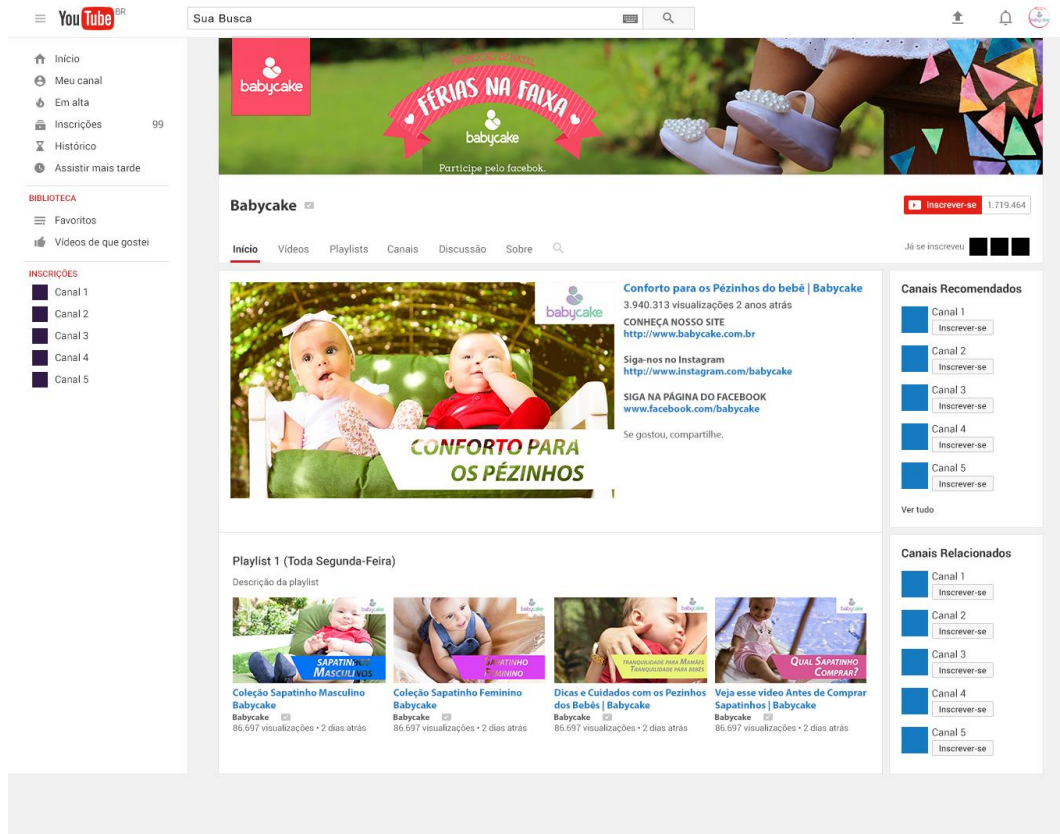 YouTube BR
Sua Busca
Início
Meu canal
Em alta
Inscrições 99
Histórico
Assistir mais tarde
BIBLIOTECA
Favoritos
Vídeos de que gostei
INSCRIÇÕES
Canal 1
Canal 2
Canal 3
Canal 4
Canal 5
babycake
PROMOÇÃO DE NATAL
FÉRIAS NA FAIXA
babycake
Participe pelo facebok.
Babycake
Inscrever-se 1.719.464
Início Vídeos Playlists Canais Discussão Sobre
Já se inscreveu
babycake
CONFORTO PARA
OS PÉZINHOS
Conforto para os Pézinhos do bebê | Babycake
3.940.313 visualizações 2 anos atrás
CONHEÇA NOSSO SITE
http://www.babycake.com.br
Siga-nos no Instagram
http://www.instagram.com/babycake
SIGA NA PÁGINA DO FACEBOOK
www.facebook.com/babycake
Se gostou, compartilhe.
Canais Recomendados
Canal 1
Inscrever-se
Canal 2
Inscrever-se
Canal 3
Inscrever-se
Canal 4
Inscrever-se
Canal 5
Inscrever-se
Ver tudo
Playlist 1 (Toda Segunda-Feira)
Descrição da playlist
babycake
SAPATINHOS
MASCULINOS
Coleção Sapatinho Masculino
Babycake
Babycake
86.697 visualizações • 2 dias atrás
babycake
SAPATINHO
FEMININO
Coleção Sapatinho Feminino
Babycake
Babycake
86.697 visualizações • 2 dias atrás
babycake
TRANQUILIDADE PARA MAMÃES
TRANQUILIDADE PARA BEBÊS
Dicas e Cuidados com os Pezinhos
dos Bebês | Babycake
Babycake
86.697 visualizações • 2 dias atrás
babycake
QUAL SAPATINHO
COMPRAR?
Veja esse video Antes de Comprar
Sapatinhos | Babycake
Babycake
86.697 visualizações • 2 dias atrás
Canais Relacionados
Canal 1
Inscrever-se
Canal 2
Inscrever-se
Canal 3
Inscrever-se
Canal 4
Inscrever-se
Canal 5
Inscrever-se